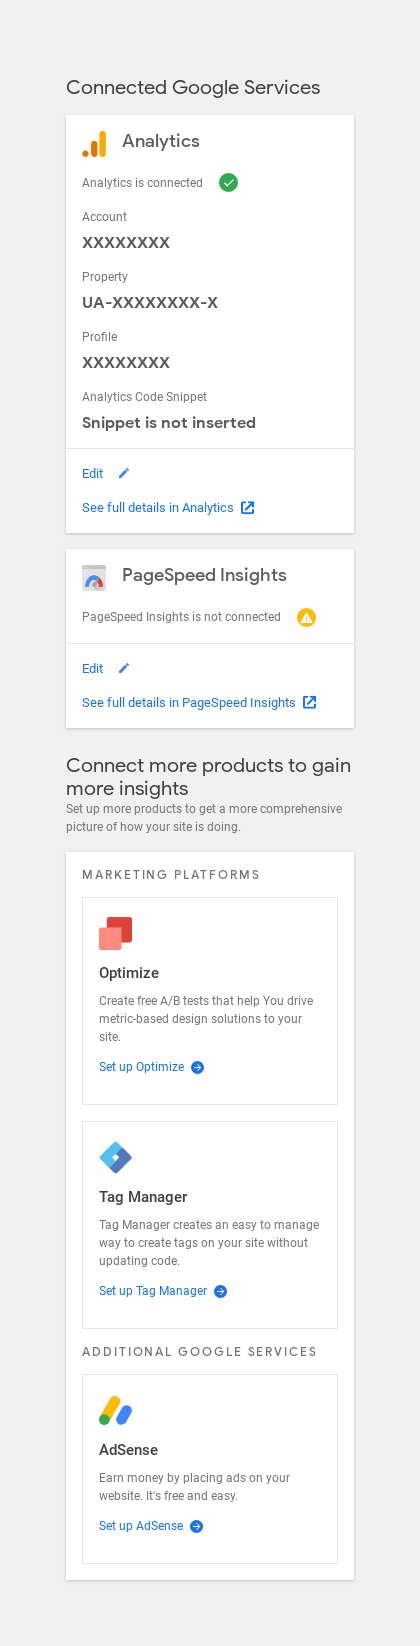 Connected Google Services
Analytics
Analytics is connected
Account
XXXXXXXX
Property
UA-XXXXXXXX-X
Profile
XXXXXXXX
Analytics Code Snippet
Snippet is not inserted
Edit
See full details in Analytics
PageSpeed Insights
PageSpeed Insights is not connected
Edit
See full details in PageSpeed Insights
Connect more products to gain
more insights
Set up more products to get a more comprehensive
picture of how your site is doing.
MARKETING PLATFORMS
Optimize
Create free A/B tests that help You drive
metric-based design solutions to your
site.
Set up Optimize
Tag Manager
Tag Manager creates an easy to manage
way to create tags on your site without
updating code.
Set up Tag Manager
ADDITIONAL GOOGLE SERVICES
AdSense
Earn money by placing ads on your
website. It's free and easy.
Set up AdSense